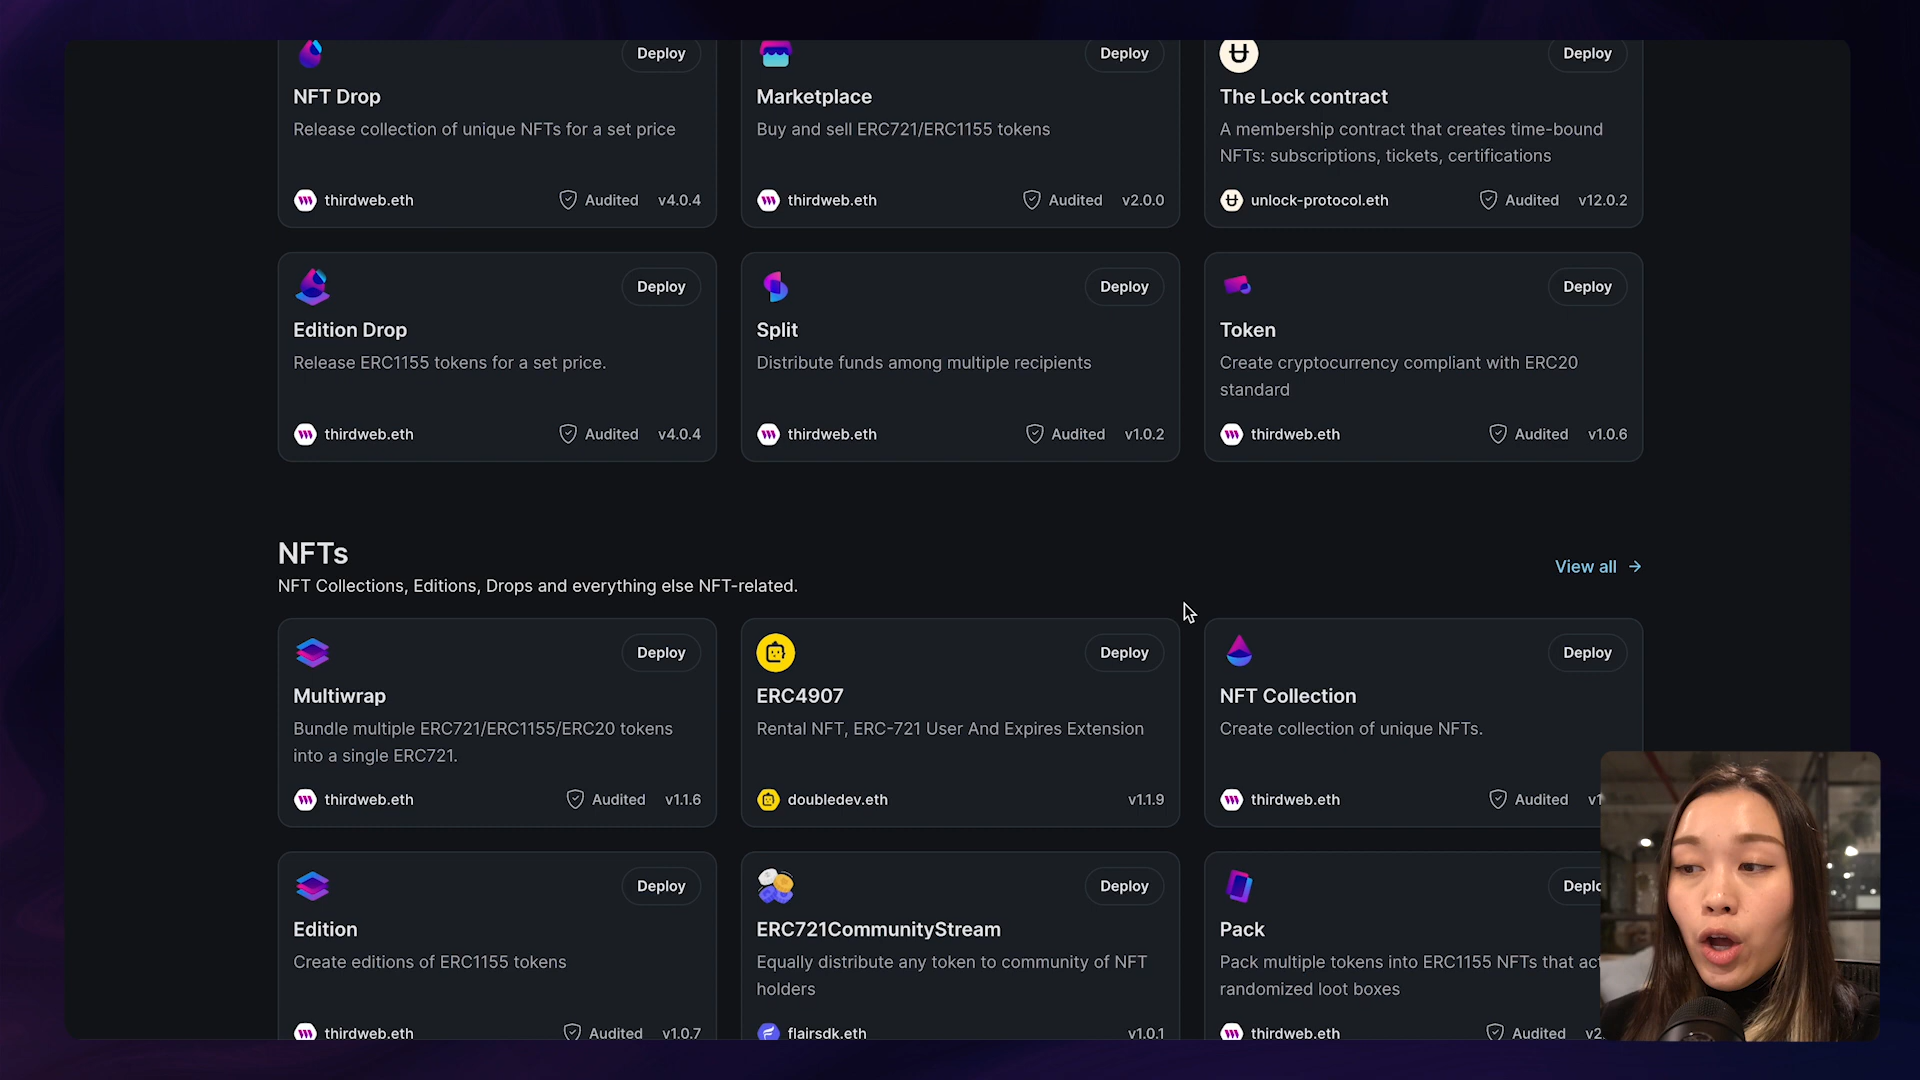 Deploy
NFT Drop
Release collection of unique NFTs for a set price
thirdweb.eth
Audited
v4.0.4
Deploy
Marketplace
Buy and sell ERC721/ERC1155 tokens
thirdweb.eth
Audited
v2.0.0
Deploy
The Lock contract
A membership contract that creates time-bound
NFTs: subscriptions, tickets, certifications
unlock-protocol.eth
Audited
v12.0.2
Deploy
Edition Drop
Release ERC1155 tokens for a set price.
thirdweb.eth
Audited
v4.0.4
Deploy
Split
Distribute funds among multiple recipients
thirdweb.eth
Audited
v1.0.2
Deploy
Token
Create cryptocurrency compliant with ERC20
standard
thirdweb.eth
Audited
v1.0.6
NFTs
View all
NFT Collections, Editions, Drops and everything else NFT-related.
Deploy
Multiwrap
Bundle multiple ERC721/ERC1155/ERC20 tokens
into a single ERC721.
thirdweb.eth
Audited
v1.1.6
Deploy
ERC4907
Rental NFT, ERC-721 User And Expires Extension
doubledev.eth
v1.1.9
Deploy
NFT Collection
Create collection of unique NFTs.
thirdweb.eth
Audited
Deploy
Edition
Create editions of ERC1155 tokens
thirdweb.eth
Audited
v1.0.7
Deploy
ERC721CommunityStream
Equally distribute any token to community of NFT
holders
flairsdk.eth
v1.0.1
Pack
Pack multiple tokens into ERC1155 NFTs that
randomized loot boxes
thirdweb.eth
Audited